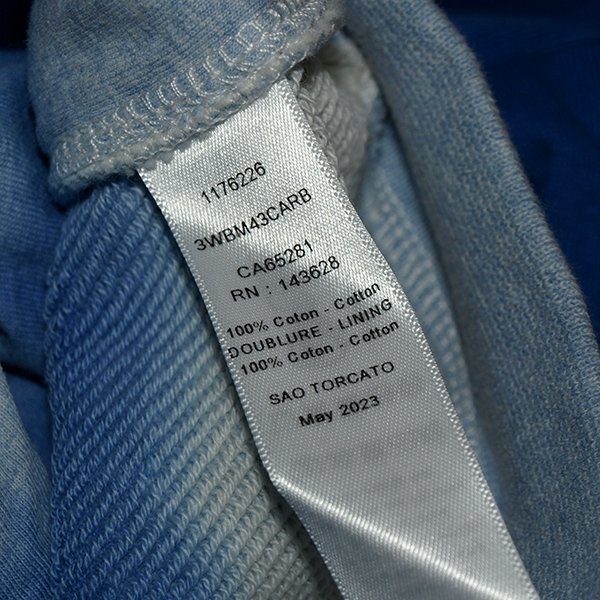 1176226
3WBM43CARB
CA65281
RN : 143628
100% Coton - Cotton
DOUBLURE - LINING
100% Coton - Cotton
SAO TORCATO
May 2023